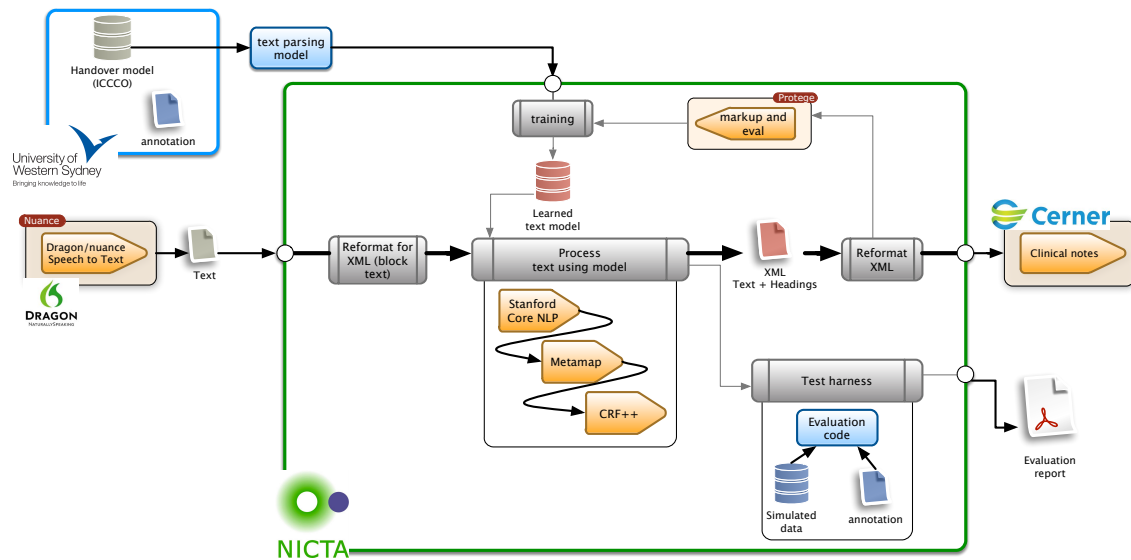 Handover model
(ICCCO)
annotation
University of
Western Sydney
Bringing knowledge to life
text parsing
model
training
Protege
markup and
eval
Learned
text model
Nuance
Dragon/nuance
Speech to Text
DRAGON
NATURALLYSPEAKING
Text
Reformat for
XML (block
text)
Process
text using model
Stanford
Core NLP
Metamap
CRF++
XML
Text + Headings
Reformat
XML
Cerner
Clinical notes
Test harness
Evaluation
code
Simulated
data
annotation
Evaluation
report
NICTA